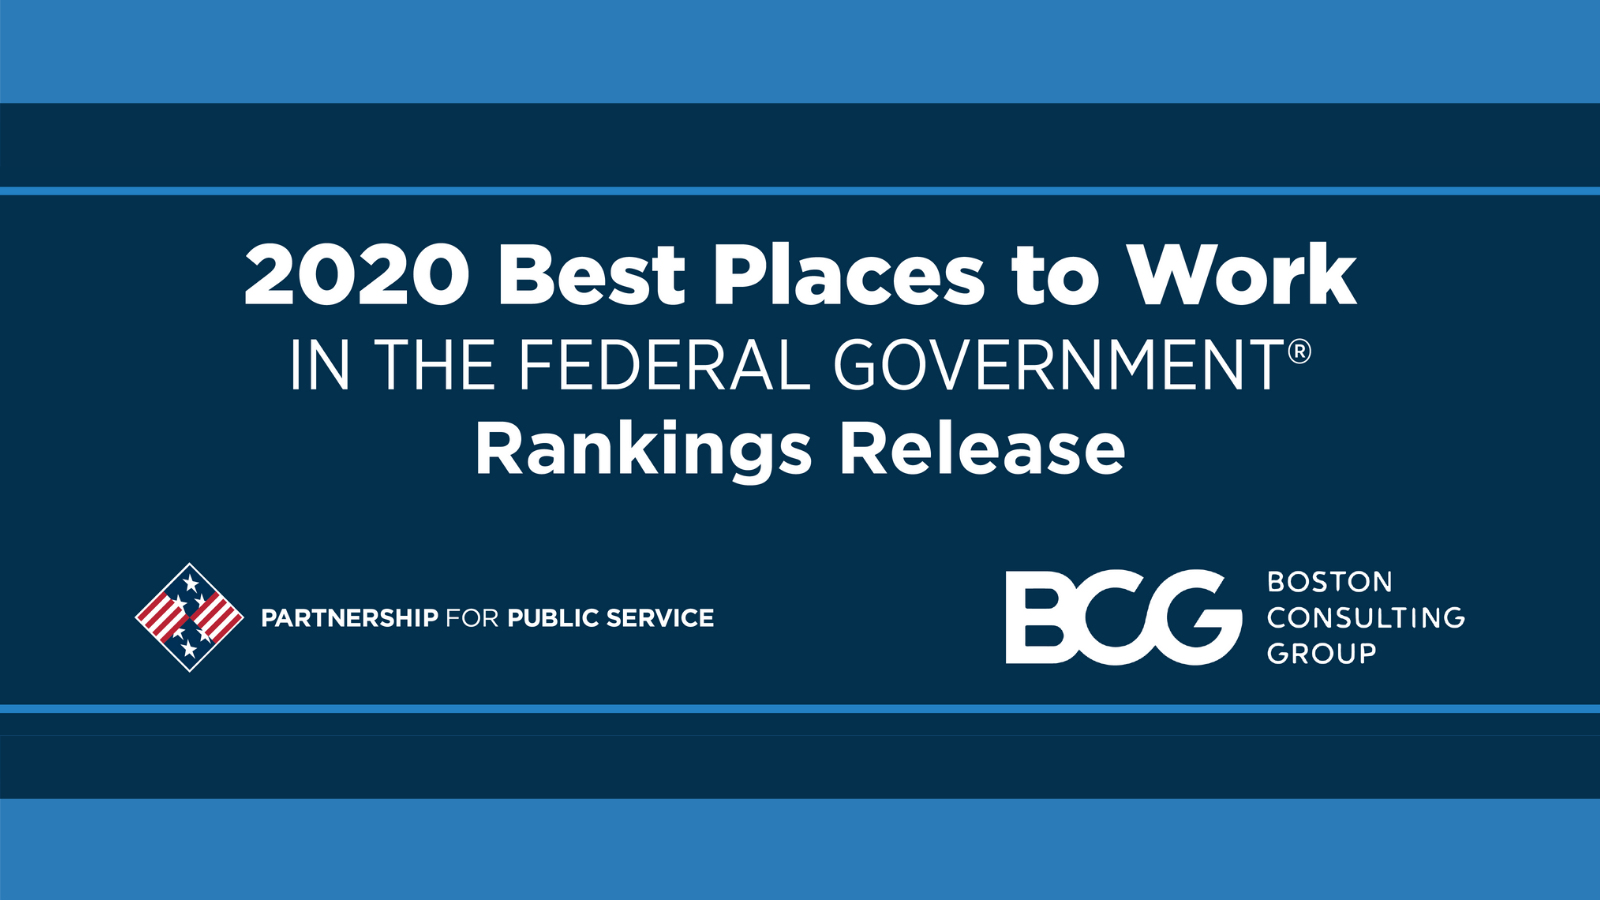 2020 Best Places to Work
IN THE FEDERAL GOVERNMENT®
Rankings Release
PARTNERSHIP FOR PUBLIC SERVICE
BCG
BOSTON
CONSULTING
GROUP